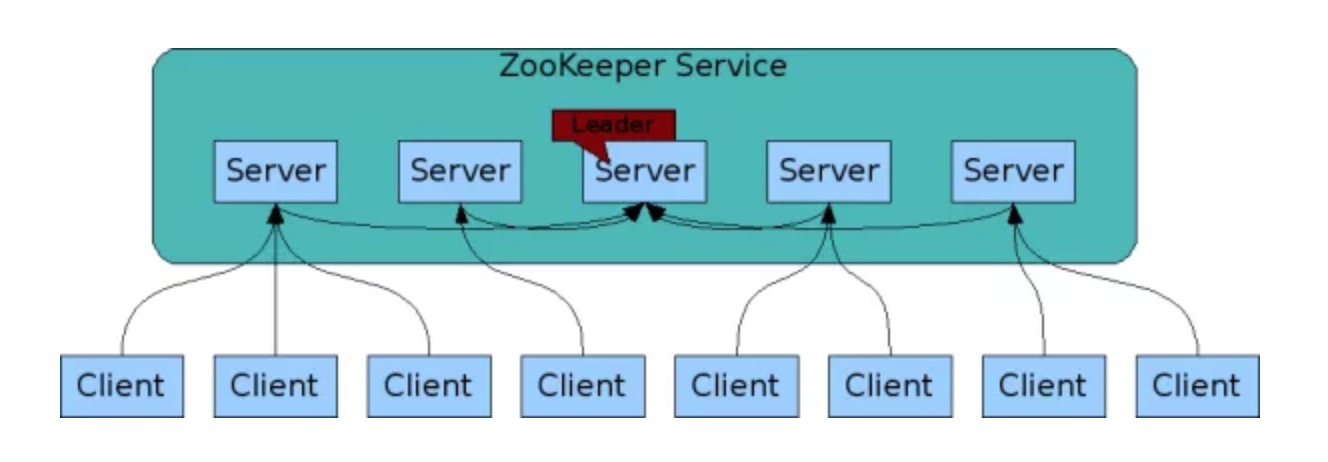 ZooKeeper Service
Leader
Server
Server
Server
Server
Server
Client
Client
Client
Client
Client
Client
Client
Client